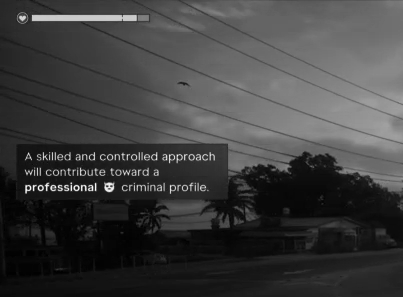 A skilled and controlled approach
will contribute toward a
professional criminal profile.